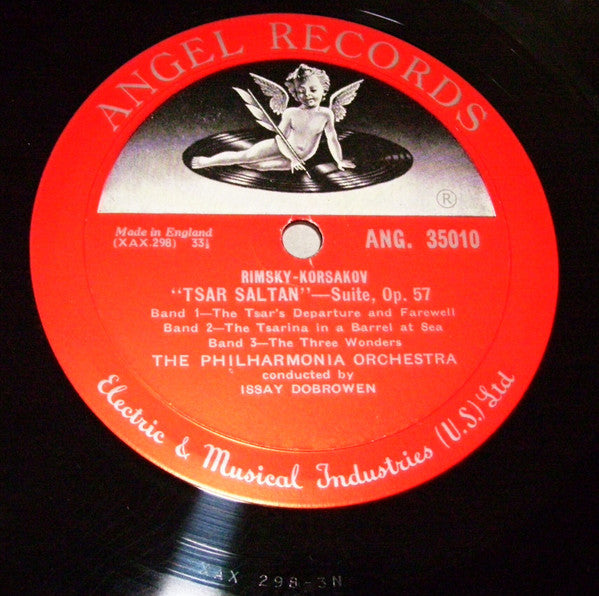 ANGEL RECORDS
®
Made in England
(XAX.298) 33⅓
ANG. 35010
RIMSKY-KORSAKOV
"TSAR SALTAN"—Suite, Op. 57
Band 1—The Tsar's Departure and Farewell
Band 2—The Tsarina in a Barrel at Sea
Band 3—The Three Wonders
THE PHILHARMONIA ORCHESTRA
conducted by
ISSAY DOBROWEN
Electric & Musical Industries (U.S.) Ltd
XAX 298-3N